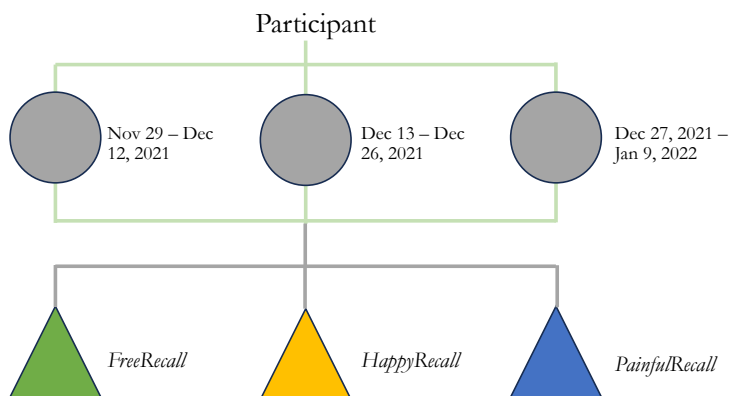 Participant
Nov 29 – Dec
12, 2021
Dec 13 – Dec
26, 2021
Dec 27, 2021 –
Jan 9, 2022
FreeRecall
HappyRecall
PainfulRecall